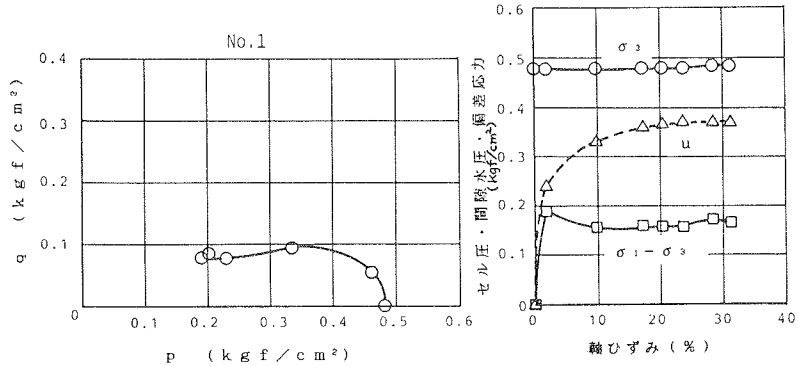 No.1
0.4
0.3
0.2
0.1
0
q (kgf/cm²)
0 0.1 0.2 0.3 0.4 0.5 0.6
p (kgf/cm²)
0.6
0.5
0.4
0.3
0.2
0.1
0
セル圧・間隙水圧・偏差応力
(kgf/cm²)
σ₃
u
σ₁−σ₃
0 10 20 30 40
軸ひずみ(%)